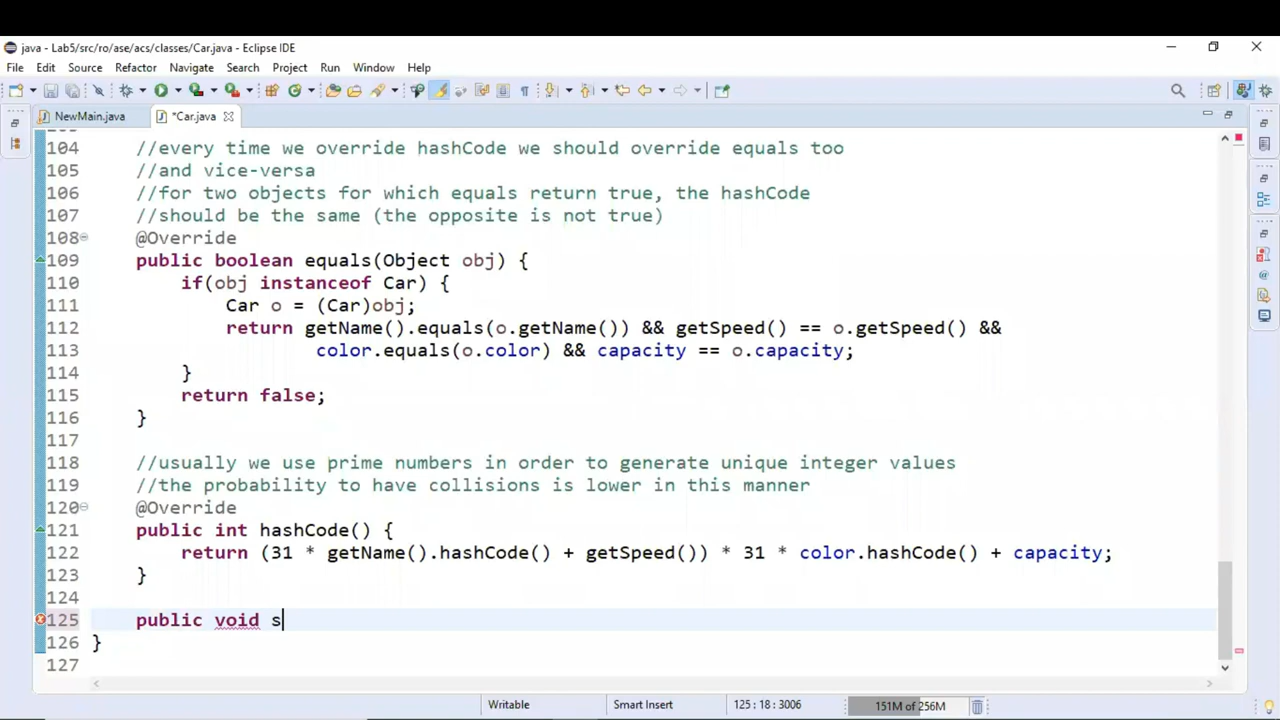 java - Lab5/src/ro/ase/acs/classes/Car.java - Eclipse IDE
File Edit Source Refactor Navigate Search Project Run Window Help
NewMain.java *Car.java
104 //every time we override hashCode we should override equals too
105 //and vice-versa
106 //for two objects for which equals return true, the hashCode
107 //should be the same (the opposite is not true)
108 @Override
109 public boolean equals(Object obj) {
110 if(obj instanceof Car) {
111 Car o = (Car)obj;
112 return getName().equals(o.getName()) && getSpeed() == o.getSpeed() &&
113 color.equals(o.color) && capacity == o.capacity;
114 }
115 return false;
116 }
117
118 //usually we use prime numbers in order to generate unique integer values
119 //the probability to have collisions is lower in this manner
120 @Override
121 public int hashCode() {
122 return (31 * getName().hashCode() + getSpeed()) * 31 * color.hashCode() + capacity;
123 }
124
125 public void s
126 }
127
Writable Smart Insert 125 : 18 : 3006 151M of 256M